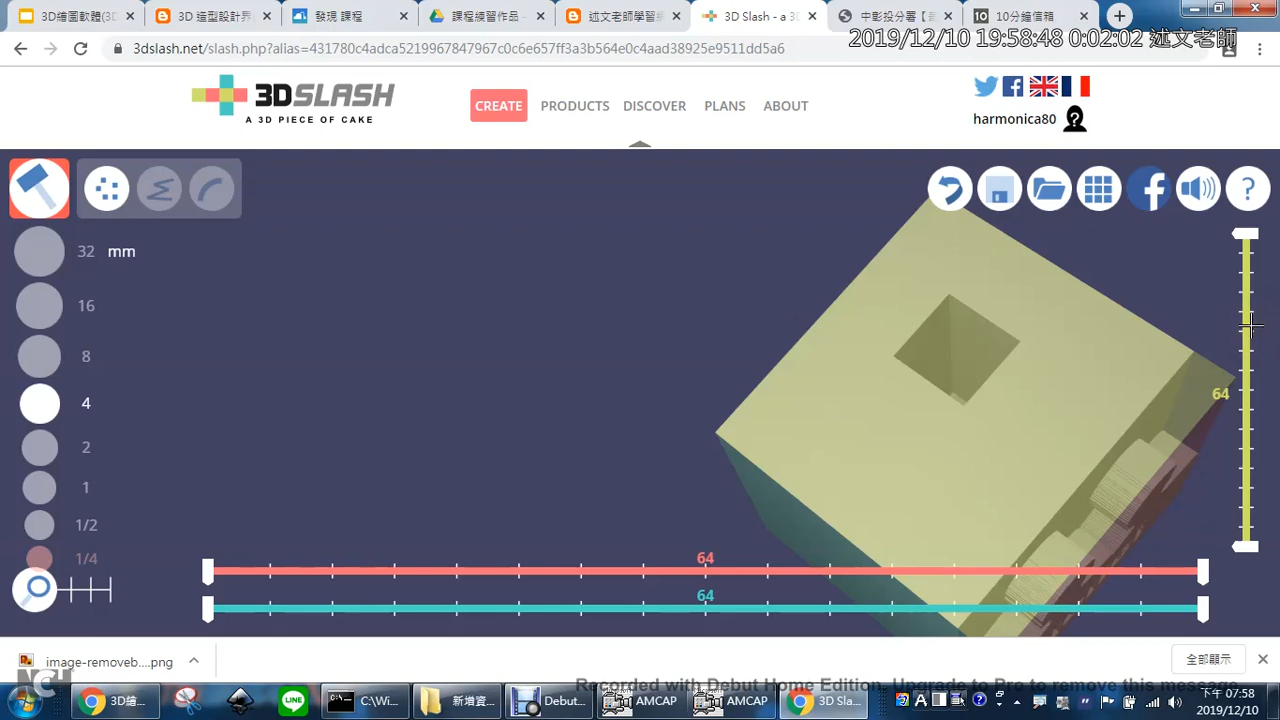 3D繪圖軟體(3D
3D 造型設計界
發現 課程
課程練習作品 -
述文老師學習網
3D Slash - a 3D
中彰投分署【
10分鐘信箱
3dslash.net/slash.php?alias=431780c4adca5219967847967c0c6e657ff3a3b564e0c4aad38925e9511dd5a6
2019/12/10 19:58:48 0:02:02 述文老師
3DSLASH
A 3D PIECE OF CAKE
CREATE
PRODUCTS
DISCOVER
PLANS
ABOUT
harmonica80
32 mm
16
8
4
2
1
1/2
1/4
64
64
64
image-removeb....png
全部顯示
NCH
Recorded with Debut Home Edition. Upgrade to Pro to remove this message
C:\Wi...
新增資...
Debut...
AMCAP
AMCAP
3D Sla...
LINE
下午 07:58
2019/12/10